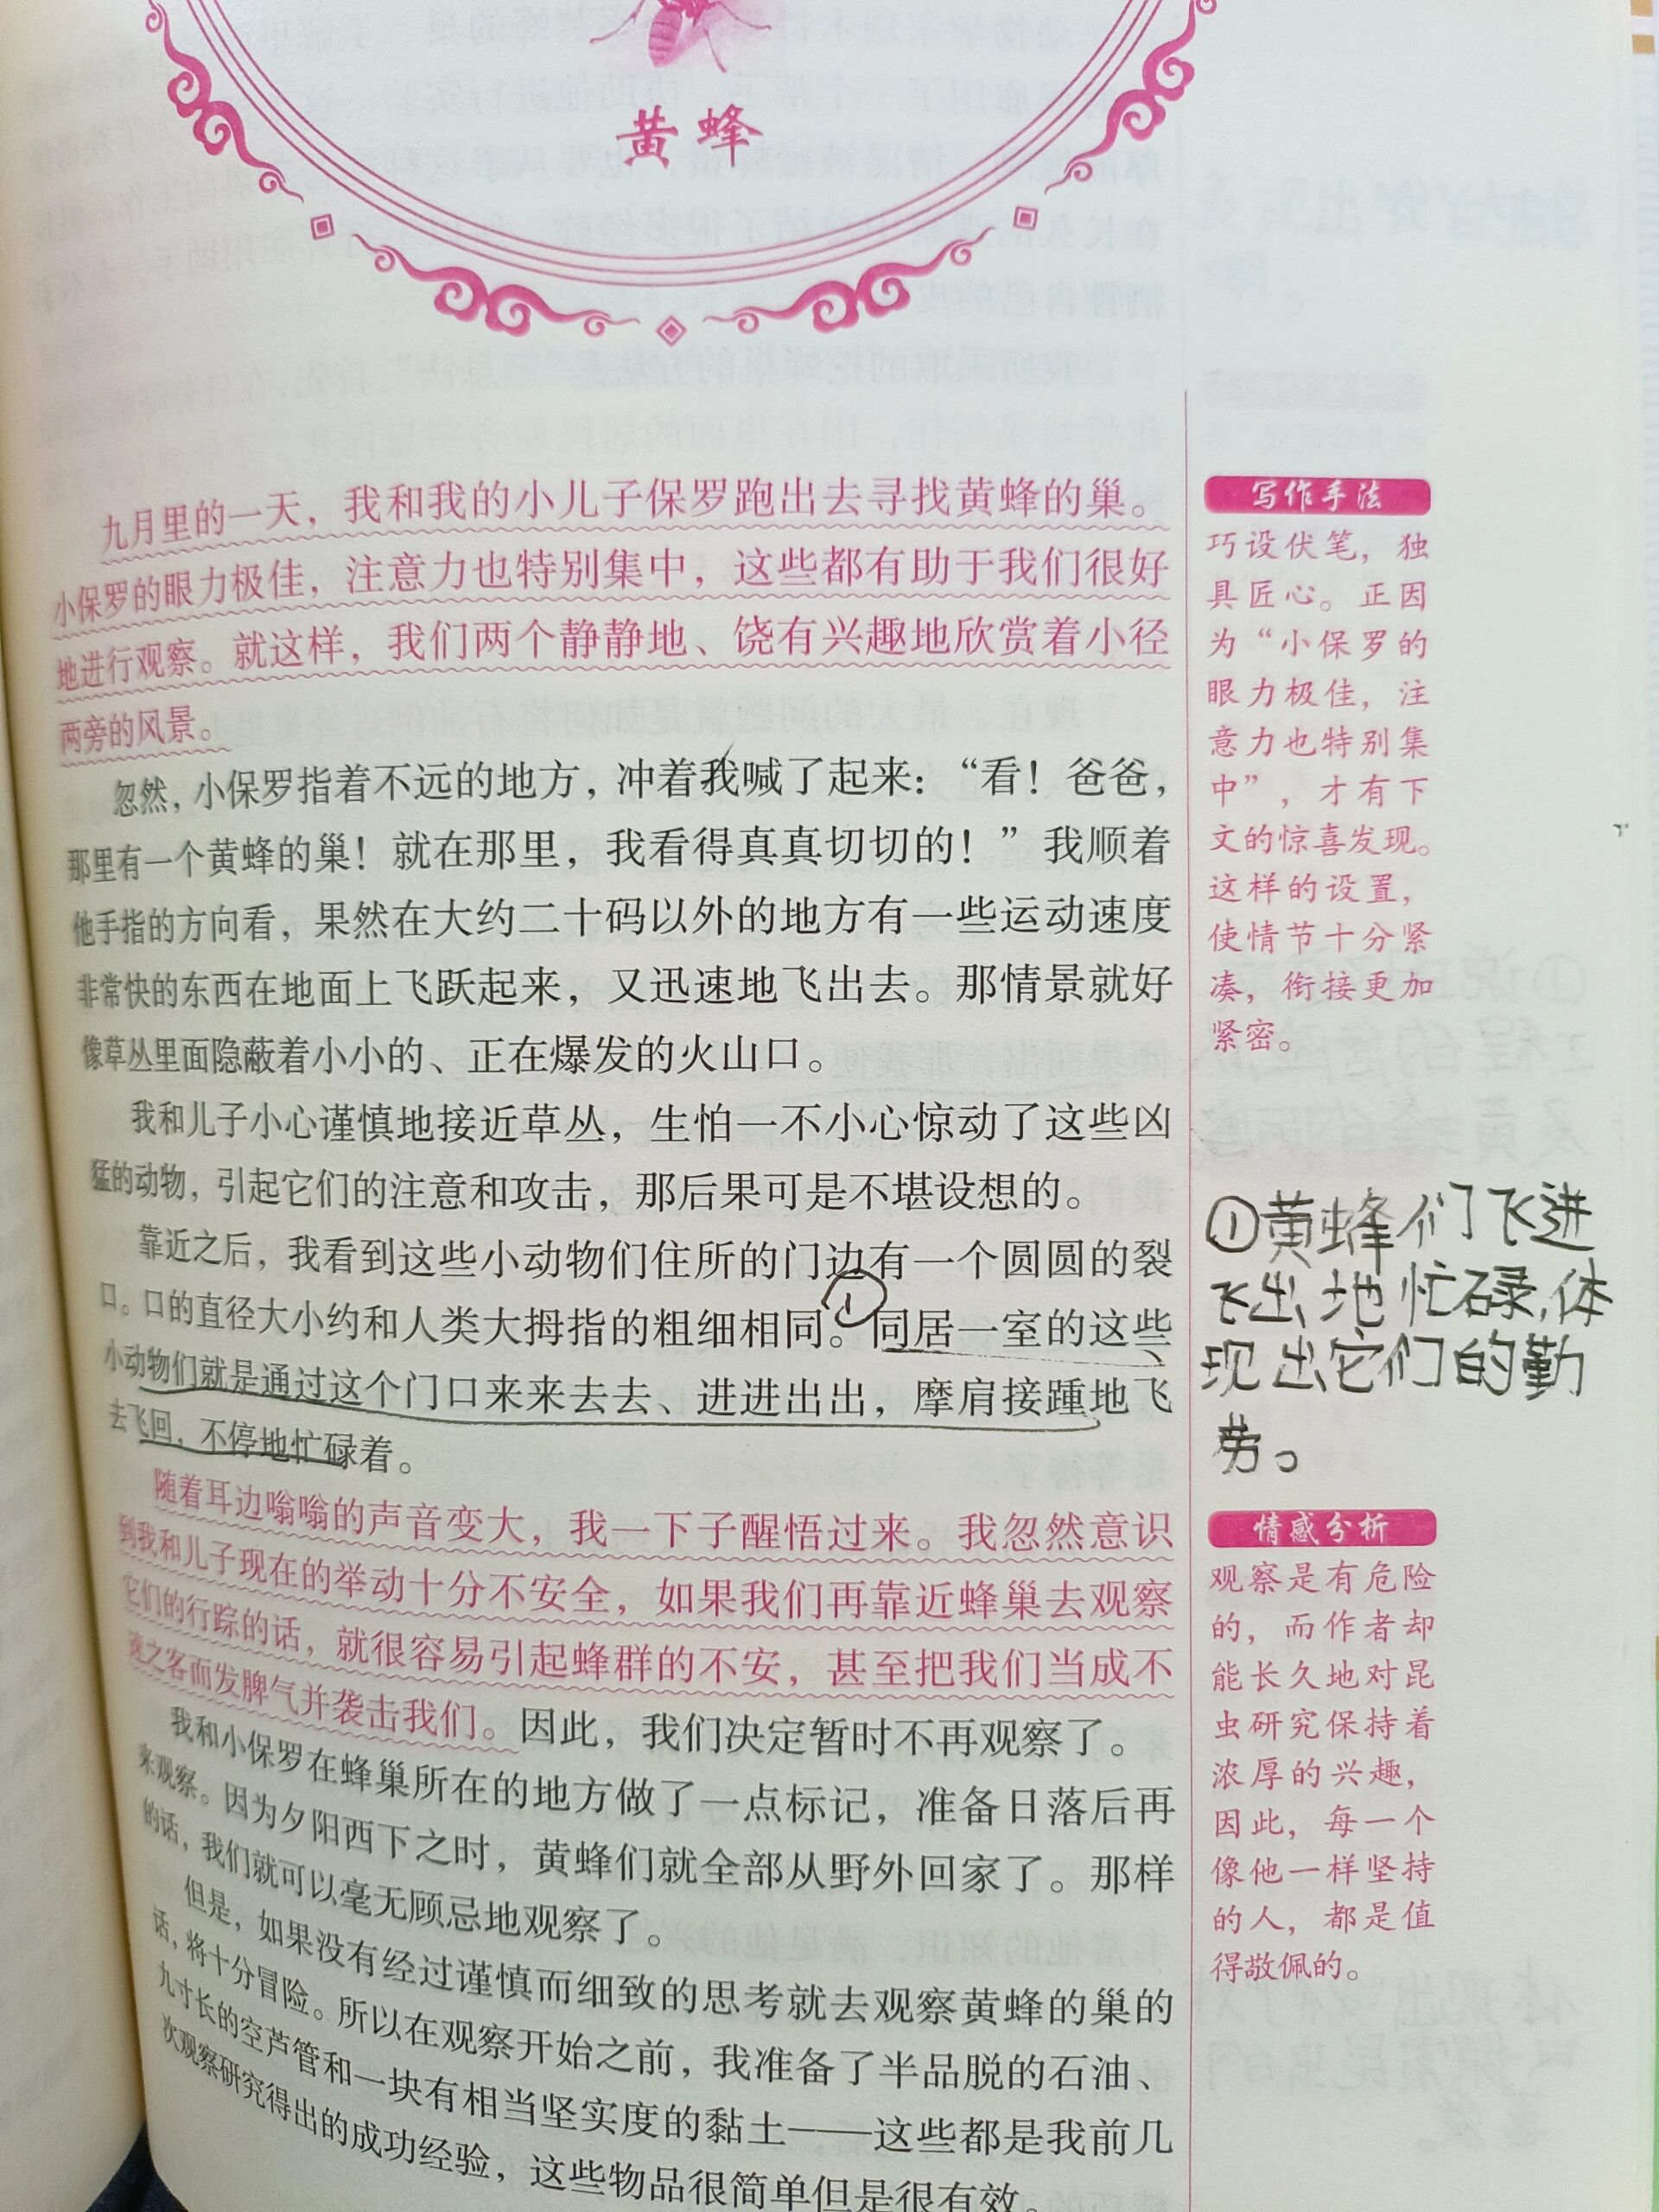 黄蜂
九月里的一天，我和我的小儿子保罗跑出去寻找黄蜂的巢。
小保罗的眼力极佳，注意力也特别集中，这些都有助于我们很好
地进行观察。就这样，我们两个静静地、饶有兴趣地欣赏着小径
两旁的风景。
忽然，小保罗指着不远的地方，冲着我喊了起来：“看！爸爸，
那里有一个黄蜂的巢！就在那里，我看得真真切切的！”我顺着
他手指的方向看，果然在大约二十码以外的地方有一些运动速度
非常快的东西在地面上飞跃起来，又迅速地飞出去。那情景就好
像草丛里面隐蔽着小小的、正在爆发的火山口。
我和儿子小心谨慎地接近草丛，生怕一不小心惊动了这些凶
猛的动物，引起它们的注意和攻击，那后果可是不堪设想的。
靠近之后，我看到这些小动物们住所的门边有一个圆圆的裂
口。口的直径大小约和人类大拇指的粗细相同。①同居一室的这些
小动物们就是通过这个门口来来去去、进进出出，摩肩接踵地飞
去飞回，不停地忙碌着。
随着耳边嗡嗡的声音变大，我一下子醒悟过来。我忽然意识
到我和儿子现在的举动十分不安全，如果我们再靠近蜂巢去观察
它们的行踪的话，就很容易引起蜂群的不安，甚至把我们当成不
速之客而发脾气并袭击我们。因此，我们决定暂时不再观察了。
我和小保罗在蜂巢所在的地方做了一点标记，准备日落后再
来观察。因为夕阳西下之时，黄蜂们就全部从野外回家了。那样
的话，我们就可以毫无顾忌地观察了。
但是，如果没有经过谨慎而细致的思考就去观察黄蜂的巢的
话，将十分冒险。所以在观察开始之前，我准备了半品脱的石油、
九寸长的空芦管和一块有相当坚实度的黏土——这些都是我前几
次观察研究得出的成功经验，这些物品很简单但是很有效。
写作手法
巧设伏笔，独
具匠心。正因
为“小保罗的
眼力极佳，注
意力也特别集
中”，才有下
文的惊喜发现。
这样的设置，
使情节十分紧
凑，衔接更加
紧密。
①黄蜂们飞进
飞出地忙碌，体
现出它们的勤
劳。
情感分析
观察是有危险
的，而作者却
能长久地对昆
虫研究保持着
浓厚的兴趣，
因此，每一个
像他一样坚持
的人，都是值
得敬佩的。